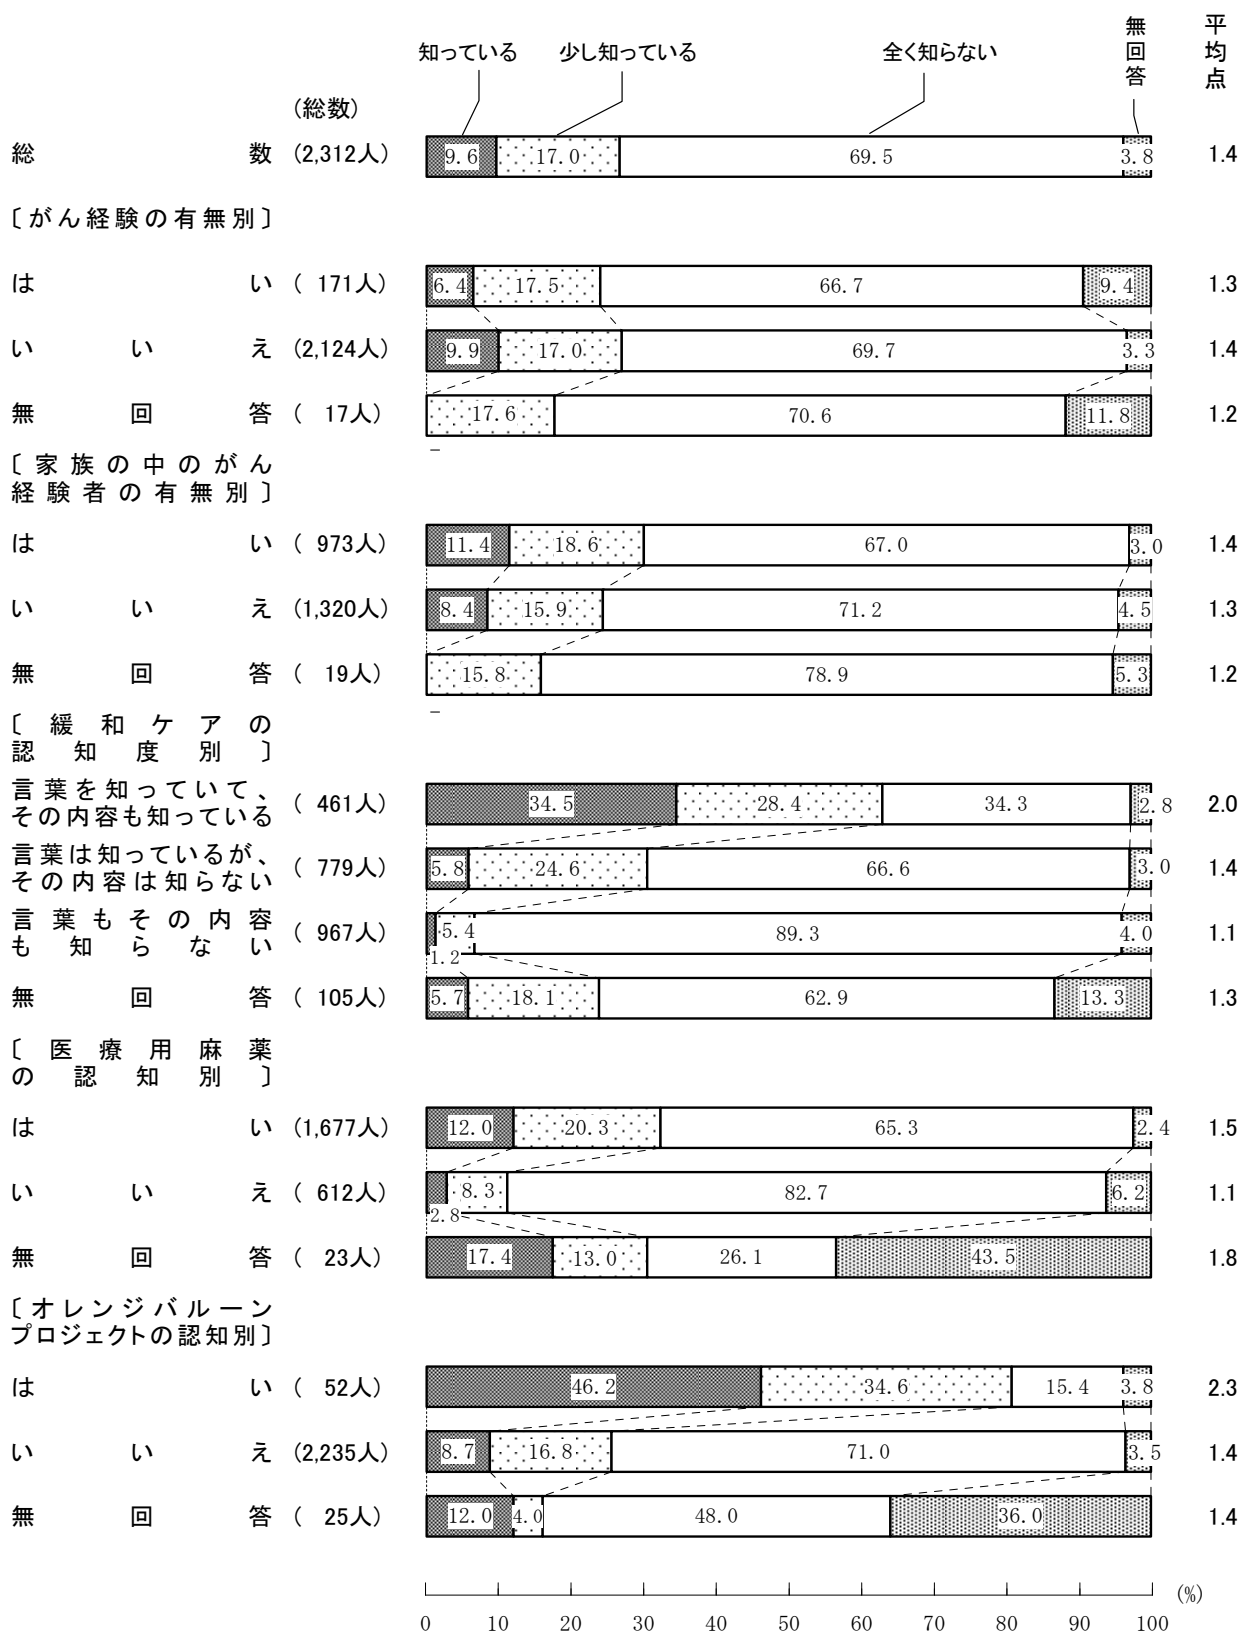 知っている 少し知っている 全く知らない 無回答 平均点
(総数)
総数 (2,312人) 9.6 17.0 69.5 3.8 1.4
〔がん経験の有無別〕
はい ( 171人) 6.4 17.5 66.7 9.4 1.3
いいえ (2,124人) 9.9 17.0 69.7 3.3 1.4
無回答 ( 17人) 17.6 70.6 11.8 1.2
－
〔家族の中のがん
経験者の有無別〕
はい ( 973人) 11.4 18.6 67.0 3.0 1.4
いいえ (1,320人) 8.4 15.9 71.2 4.5 1.3
無回答 ( 19人) 15.8 78.9 5.3 1.2
－
〔緩和ケアの
認知度別〕
言葉を知っていて、
その内容も知っている ( 461人) 34.5 28.4 34.3 2.8 2.0
言葉は知っているが、
その内容は知らない ( 779人) 5.8 24.6 66.6 3.0 1.4
言葉もその内容
も知らない ( 967人) 1.2 5.4 89.3 4.0 1.1
無回答 ( 105人) 5.7 18.1 62.9 13.3 1.3
〔医療用麻薬
の認知別〕
はい (1,677人) 12.0 20.3 65.3 2.4 1.5
いいえ ( 612人) 2.8 8.3 82.7 6.2 1.1
無回答 ( 23人) 17.4 13.0 26.1 43.5 1.8
〔オレンジバルーン
プロジェクトの認知別〕
はい ( 52人) 46.2 34.6 15.4 3.8 2.3
いいえ (2,235人) 8.7 16.8 71.0 3.5 1.4
無回答 ( 25人) 12.0 4.0 48.0 36.0 1.4
(%)
0 10 20 30 40 50 60 70 80 90 100